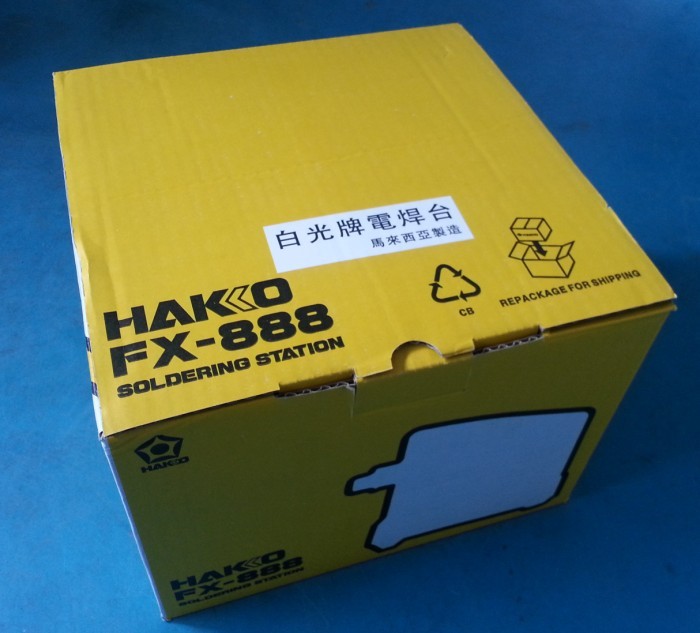 白光牌電焊台
馬來西亞製造
HAKKO
FX-888
SOLDERING STATION
CB
REPACKAGE FOR SHIPPING
HAKKO
HAKKO
FX-888
SOLDERING STATION